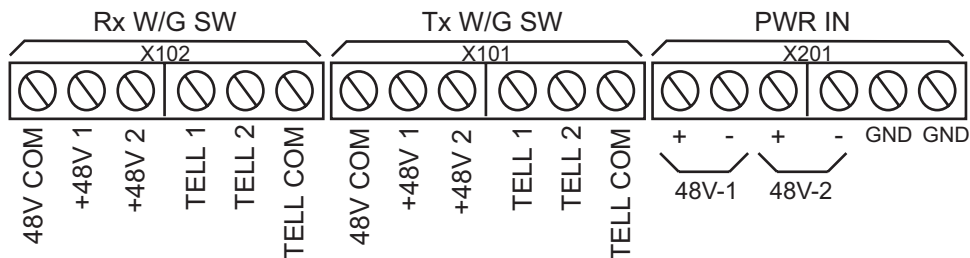 Rx W/G SW Tx W/G SW PWR IN
X102 X101 X201
48V COM +48V 1 +48V 2 TELL 1 TELL 2 TELL COM 48V COM +48V 1 +48V 2 TELL 1 TELL 2 TELL COM + - + - GND GND
48V-1 48V-2